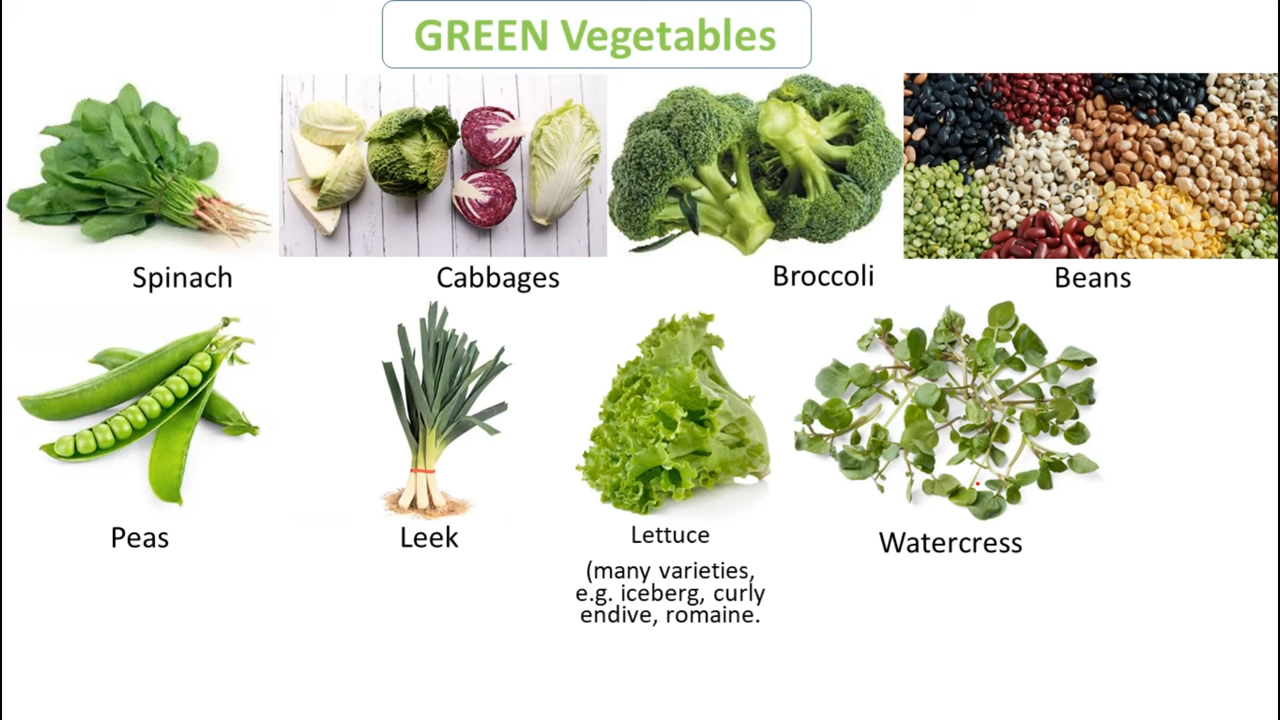 GREEN Vegetables
Spinach
Cabbages
Broccoli
Beans
Peas
Leek
Lettuce
(many varieties,
e.g. iceberg, curly
endive, romaine.
Watercress